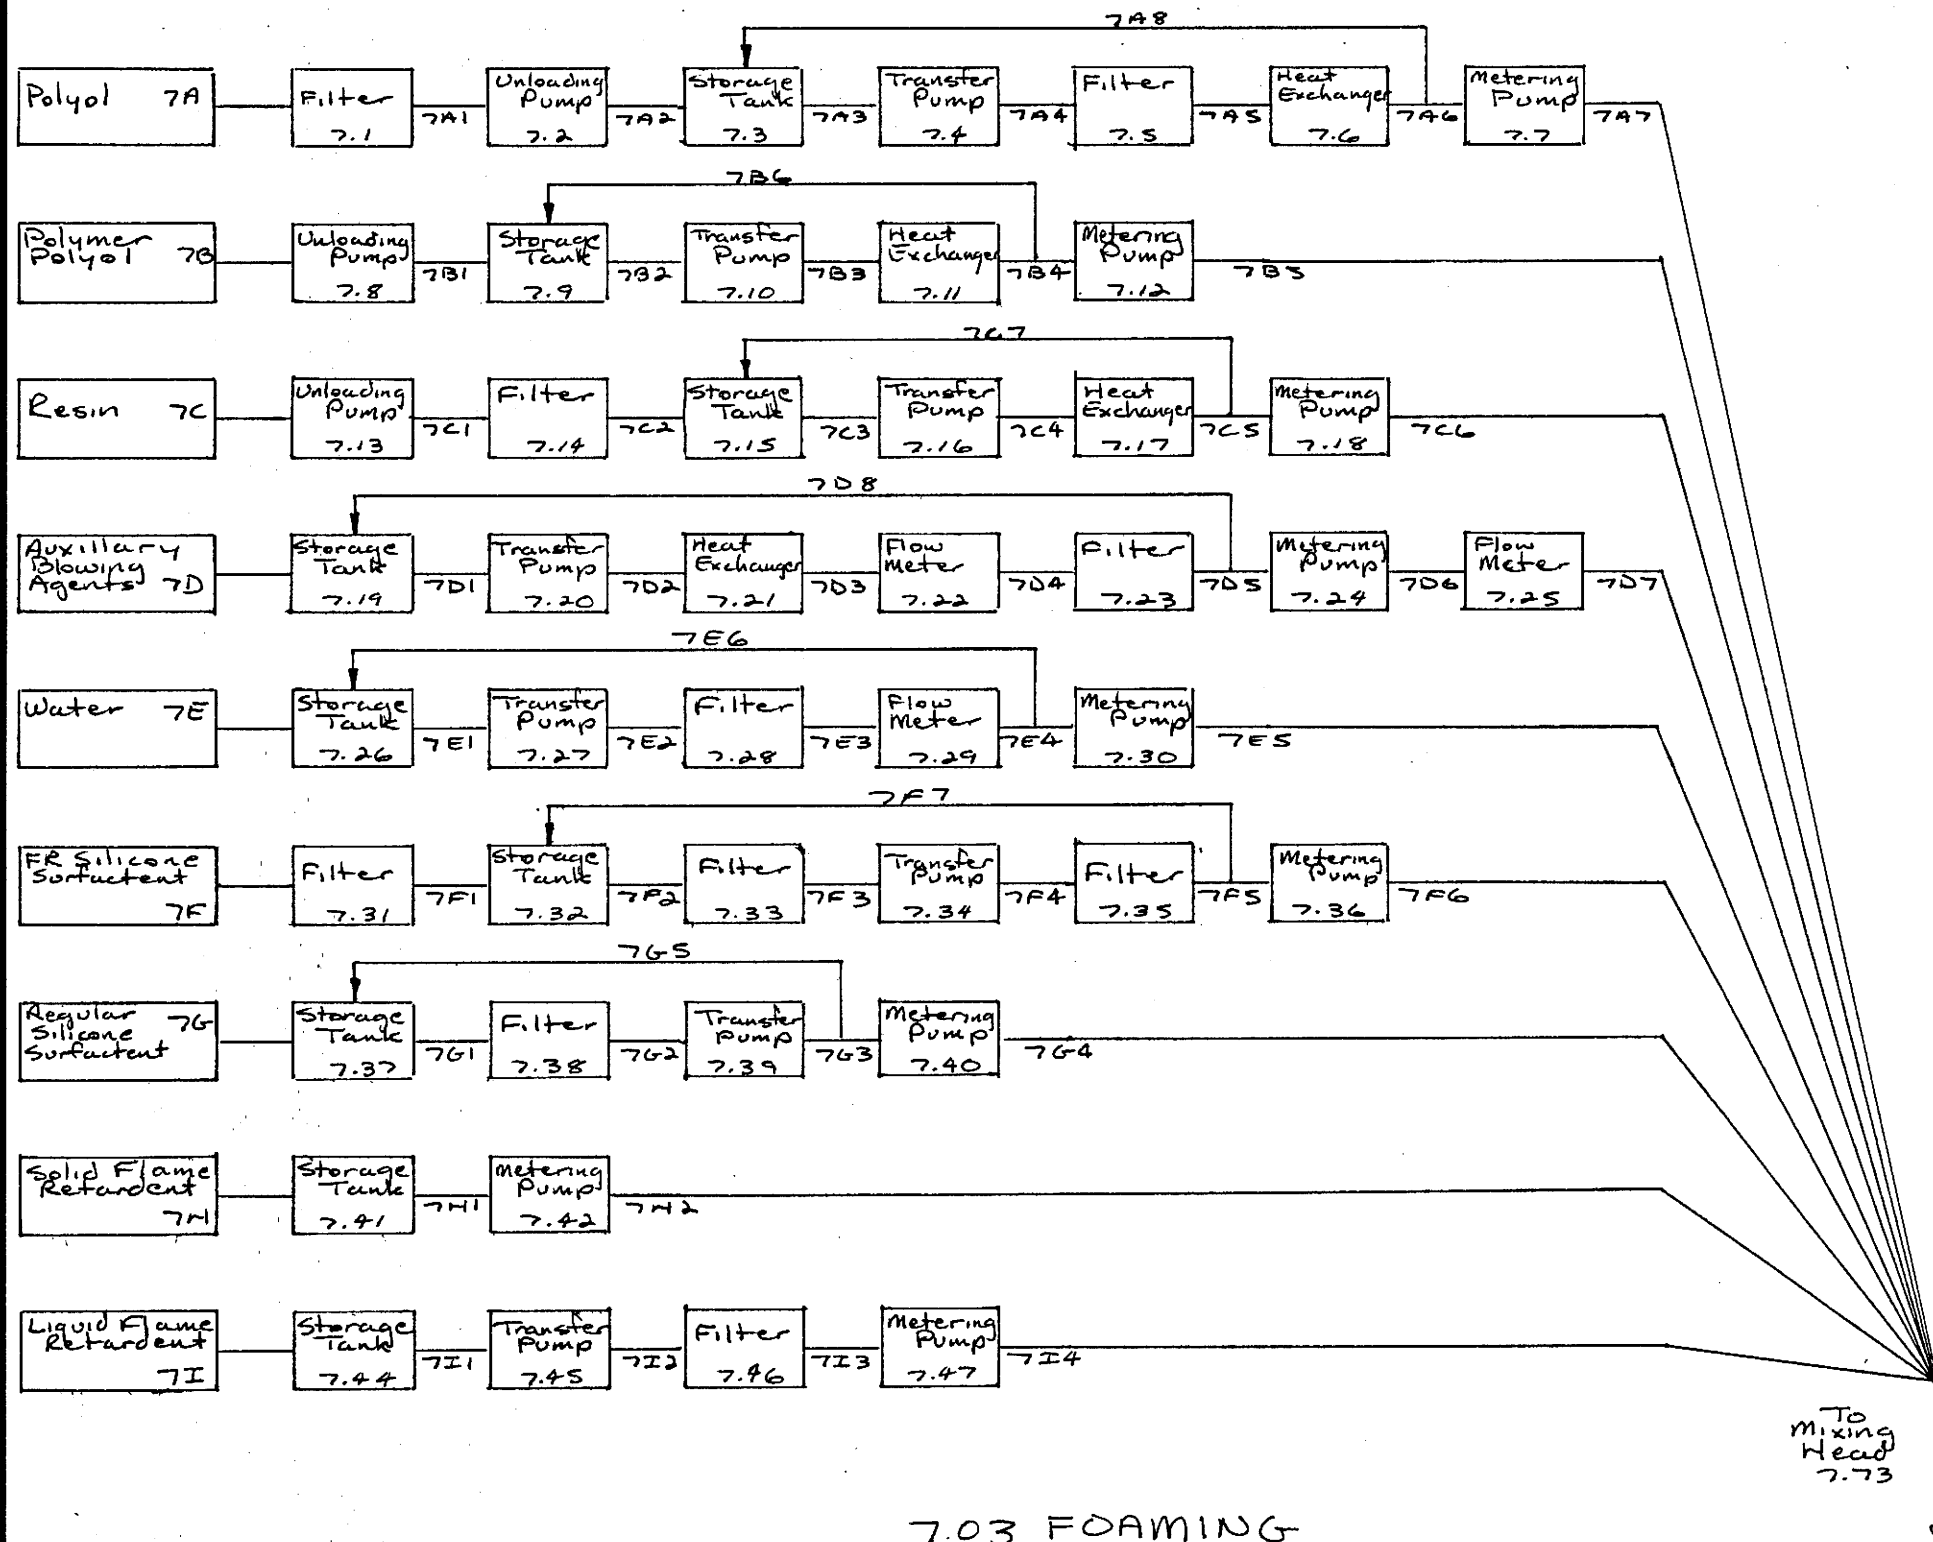 7A8
Polyol 7A
Filter
7.1
7A1
Unloading
Pump
7.2
7A2
Storage
Tank
7.3
7A3
Transfer
Pump
7.4
7A4
Filter
7.5
7A5
Heat
Exchanger
7.6
7A6
Metering
Pump
7.7
7A7
7B6
Polymer
Polyol 7B
Unloading
Pump
7.8
7B1
Storage
Tank
7.9
7B2
Transfer
Pump
7.10
7B3
Heat
Exchanger
7.11
7B4
Metering
Pump
7.12
7B5
7C7
Resin 7C
Unloading
Pump
7.13
7C1
Filter
7.14
7C2
Storage
Tank
7.15
7C3
Transfer
Pump
7.16
7C4
Heat
Exchanger
7.17
7C5
Metering
Pump
7.18
7C6
7D8
Auxillary
Blowing
Agents 7D
Storage
Tank
7.19
7D1
Transfer
Pump
7.20
7D2
Heat
Exchanger
7.21
7D3
Flow
Meter
7.22
7D4
Filter
7.23
7D5
Metering
Pump
7.24
7D6
Flow
Meter
7.25
7D7
7E6
Water 7E
Storage
Tank
7.26
7E1
Transfer
Pump
7.27
7E2
Filter
7.28
7E3
Flow
Meter
7.29
7E4
Metering
Pump
7.30
7E5
7F7
FR Silicone
Surfactent
7F
Filter
7.31
7F1
Storage
Tank
7.32
7F2
Filter
7.33
7F3
Transfer
Pump
7.34
7F4
Filter
7.35
7F5
Metering
Pump
7.36
7F6
7G5
Regular 7G
Silicone
Surfactent
Storage
Tank
7.37
7G1
Filter
7.38
7G2
Transfer
Pump
7.39
7G3
Metering
Pump
7.40
7G4
Solid Flame
Retardent
7H
Storage
Tank
7.41
7H1
Metering
Pump
7.42
7H2
Liquid Flame
Retardent
7I
Storage
Tank
7.44
7I1
Transfer
Pump
7.45
7I2
Filter
7.46
7I3
Metering
Pump
7.47
7I4
To
Mixing
Head
7.73
7.03 FOAMING